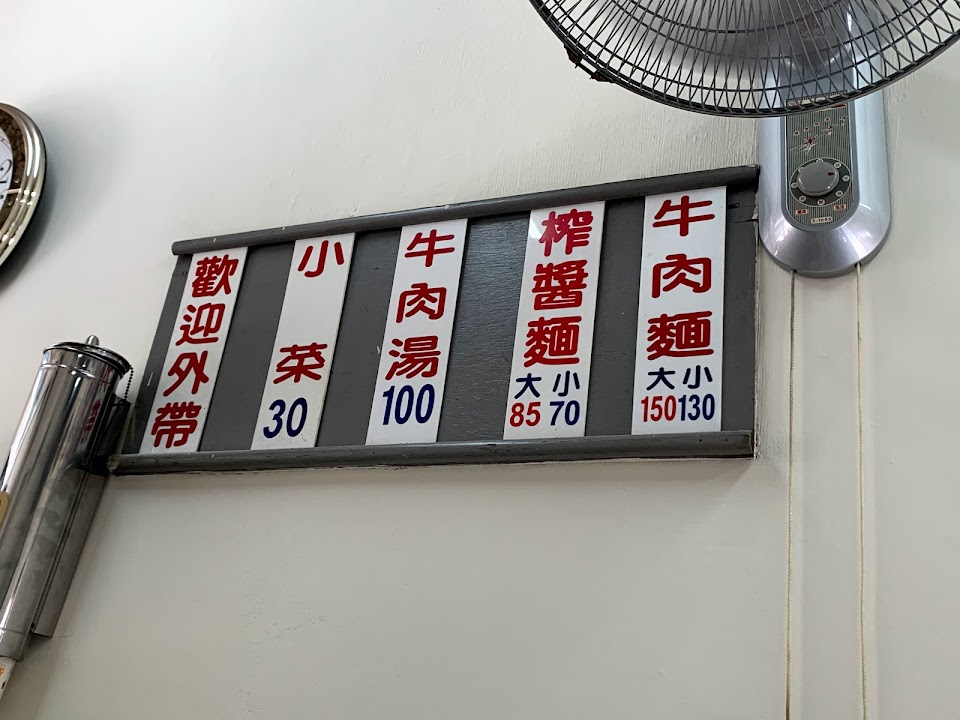 牛肉麵
大 小
150 130
榨醬麵
大 小
85 70
牛肉湯
100
小菜
30
歡迎外帶